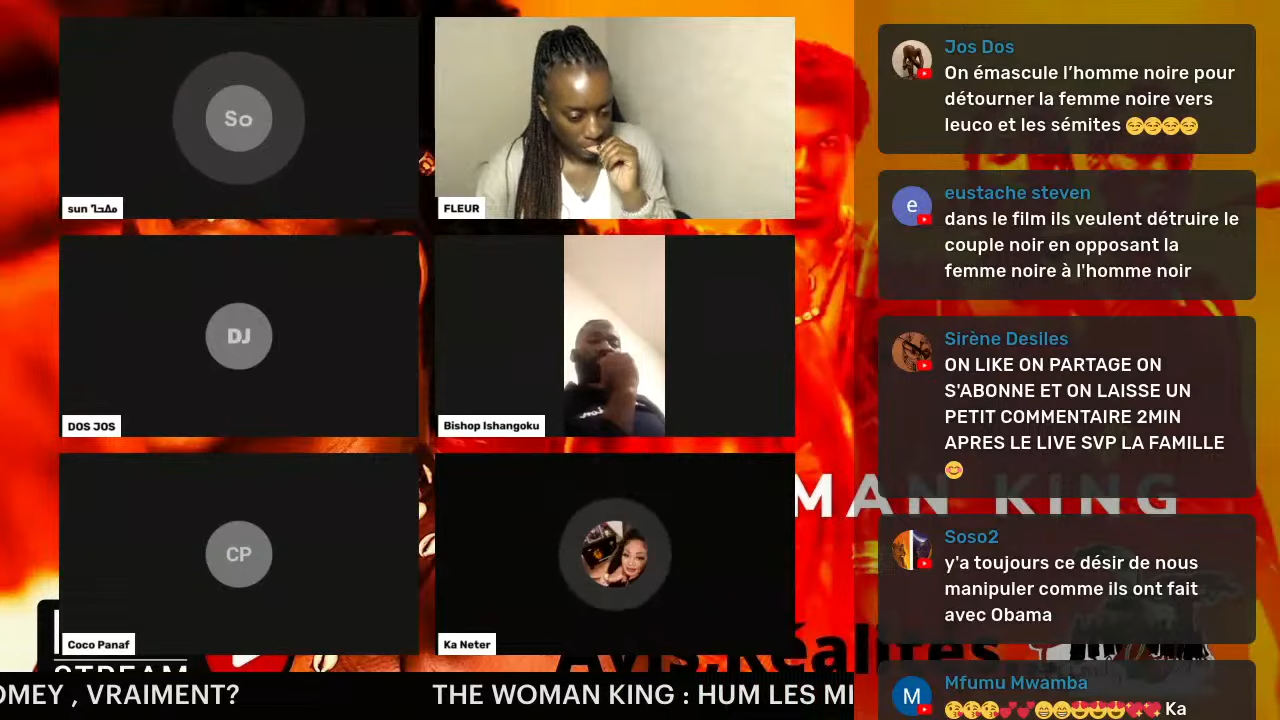 So
sun
FLEUR
DJ
DOS JOS
Bishop Ishangoku
CP
Coco Panaf
Ka Neter
MAN KING
STREAM
OMEY , VRAIMENT?
THE WOMAN KING : HUM LES M
Jos Dos
On émascule l’homme noire pour
détourner la femme noire vers
leuco et les sémites 😏😏😏😏
e
eustache steven
dans le film ils veulent détruire le
couple noir en opposant la
femme noire à l'homme noir
Sirène Desiles
ON LIKE ON PARTAGE ON
S'ABONNE ET ON LAISSE UN
PETIT COMMENTAIRE 2MIN
APRES LE LIVE SVP LA FAMILLE
😊
Soso2
y'a toujours ce désir de nous
manipuler comme ils ont fait
avec Obama
M
Mfumu Mwamba
😘😘😘💕💕😁😁😍😍😍💖💖 Ka